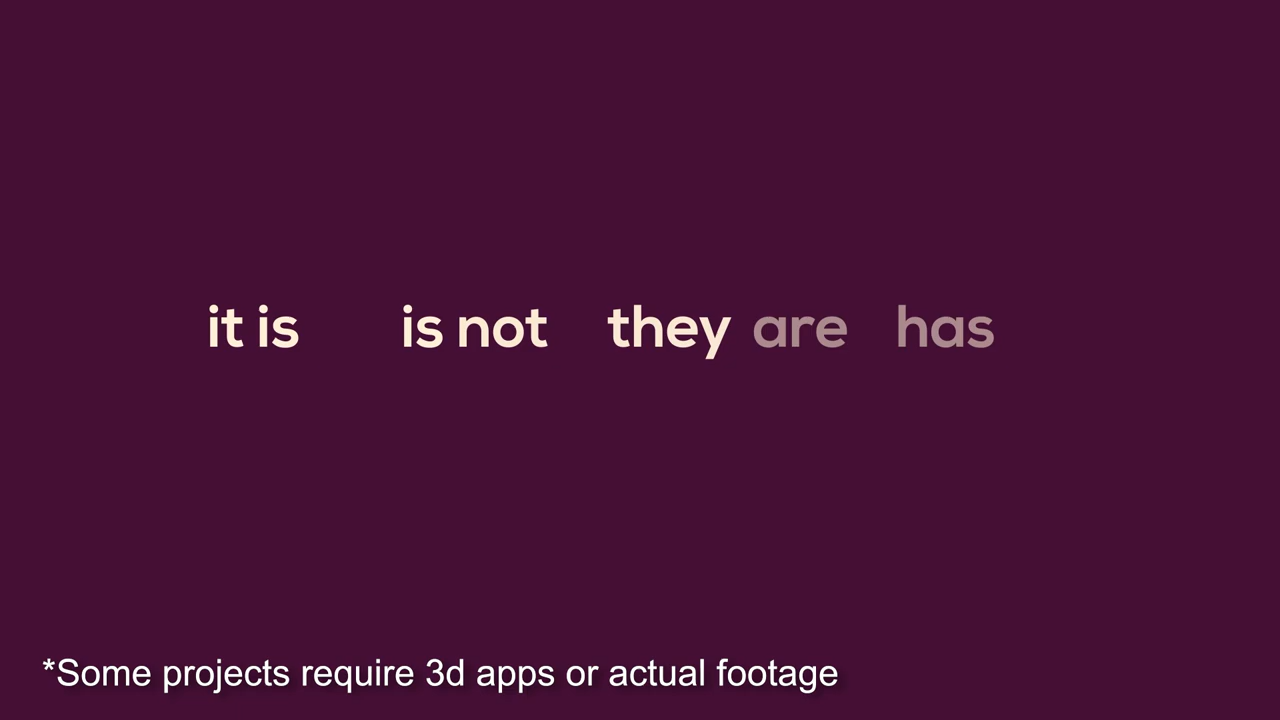 it is is not they are has
*Some projects require 3d apps or actual footage